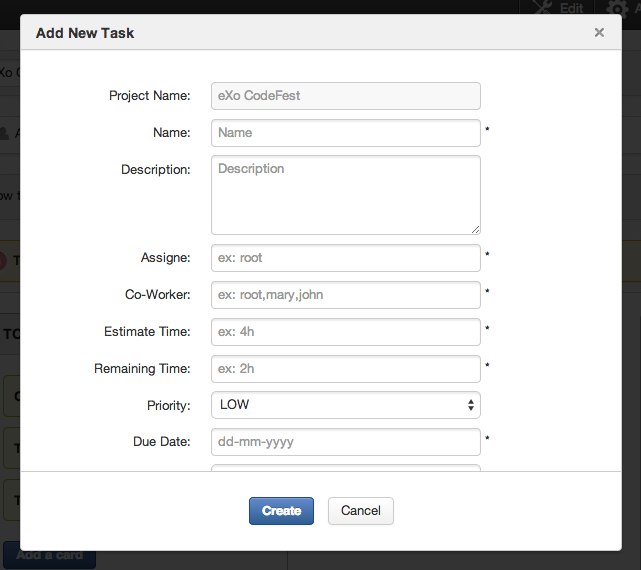 Edit
Add New Task ×
Project Name: eXo CodeFest
Name: Name *
Description: Description
Assigne: ex: root *
Co-Worker: ex: root,mary,john *
Estimate Time: ex: 4h *
Remaining Time: ex: 2h *
Priority: LOW
Due Date: dd-mm-yyyy *
Create Cancel
Add a card